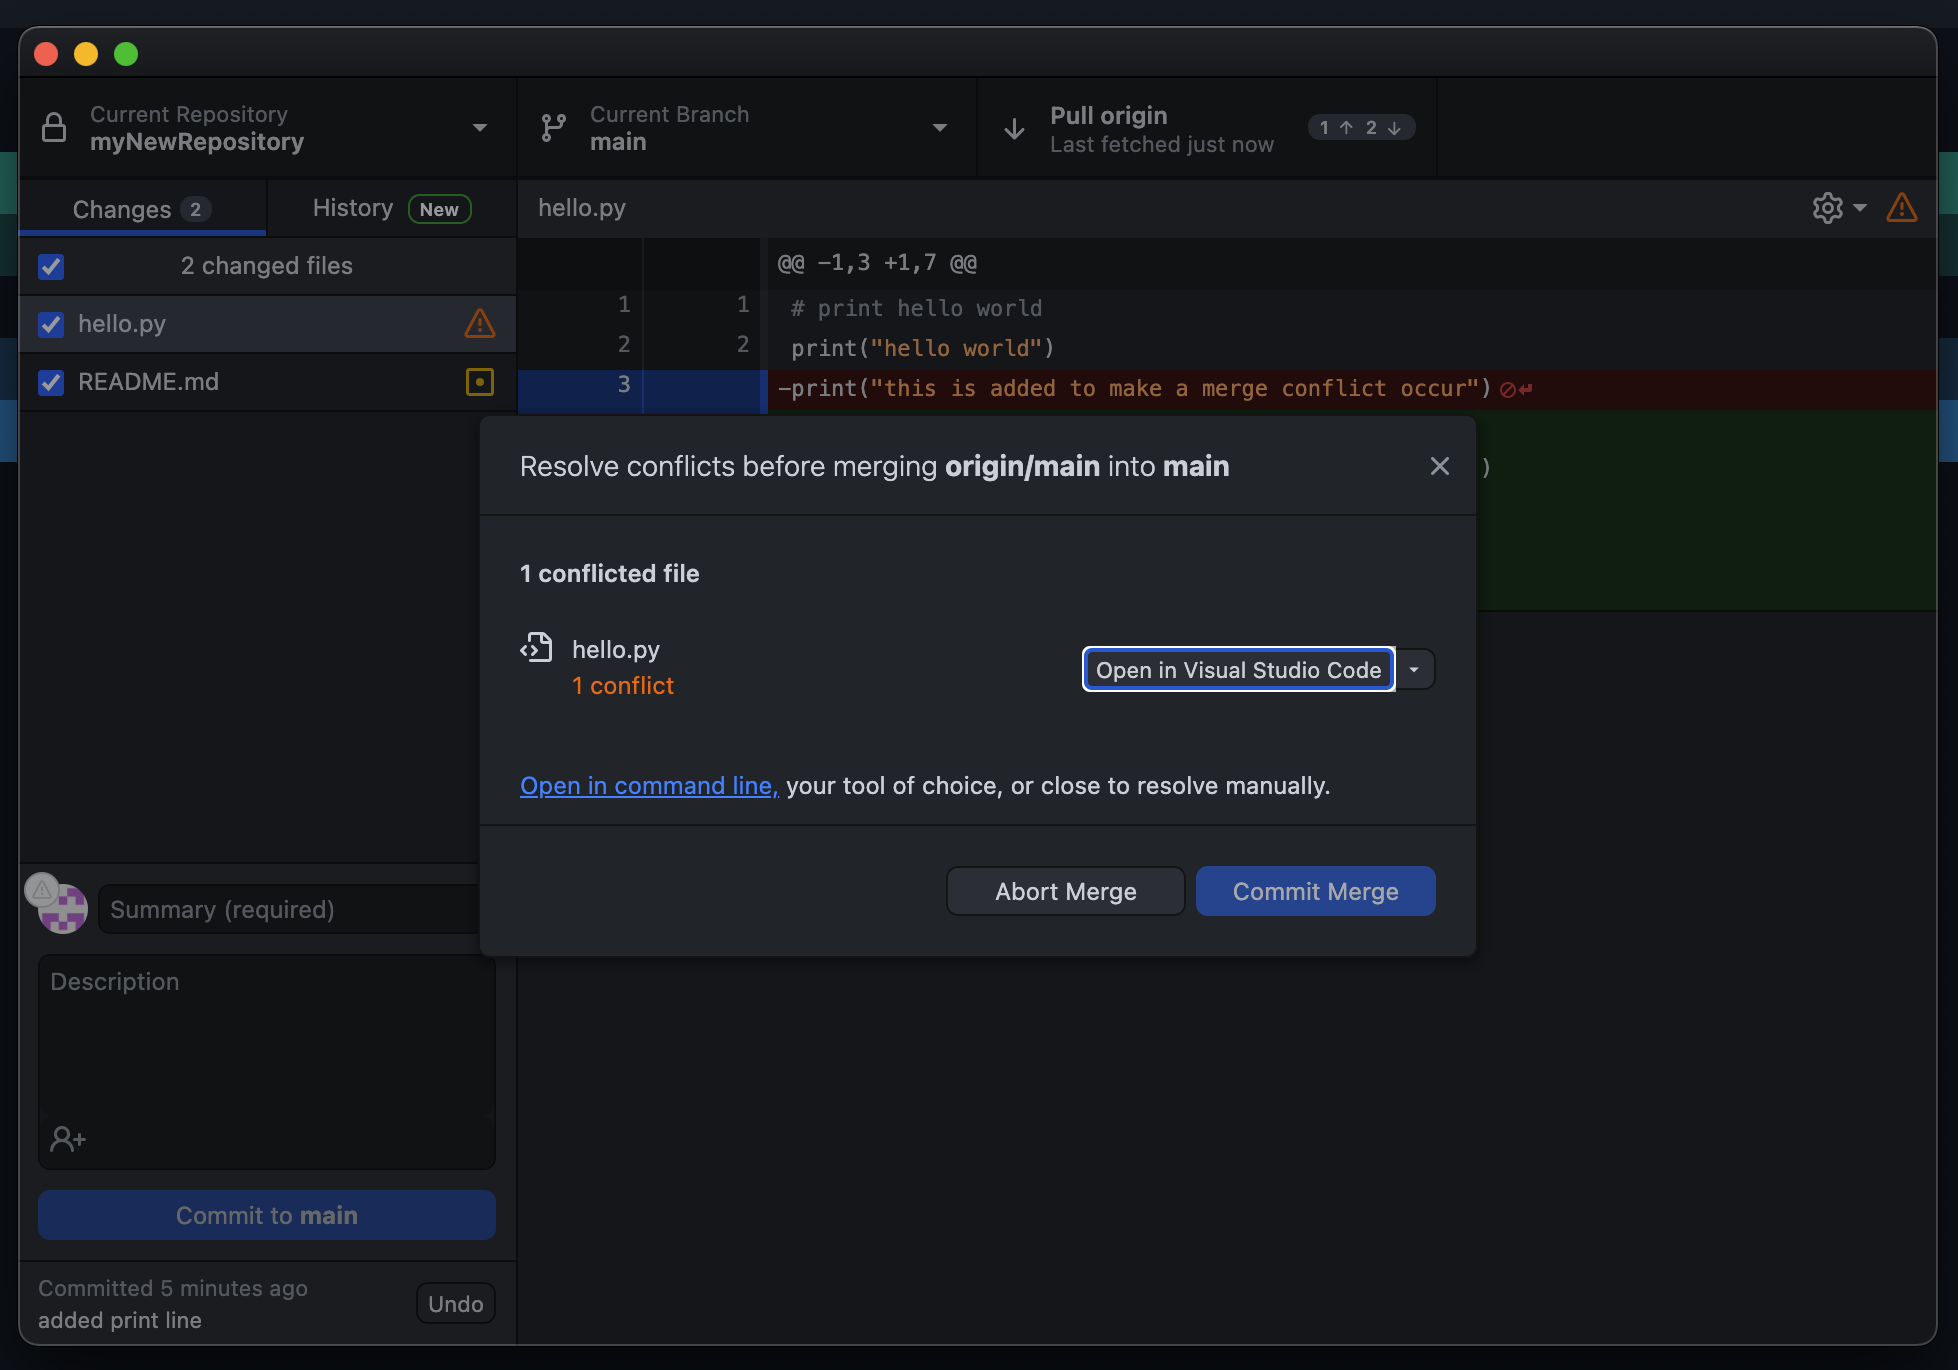 Current Repository
myNewRepository
Current Branch
main
Pull origin
Last fetched just now
1 ↑ 2 ↓
Changes 2
History New
hello.py
2 changed files
hello.py
README.md
@@ -1,3 +1,7 @@
1 1 # print hello world
2 2 print("hello world")
3 -print("this is added to make a merge conflict occur")
)
Resolve conflicts before merging origin/main into main
1 conflicted file
hello.py
1 conflict
Open in Visual Studio Code
Open in command line, your tool of choice, or close to resolve manually.
Abort Merge
Commit Merge
Summary (required)
Description
Commit to main
Committed 5 minutes ago
added print line
Undo